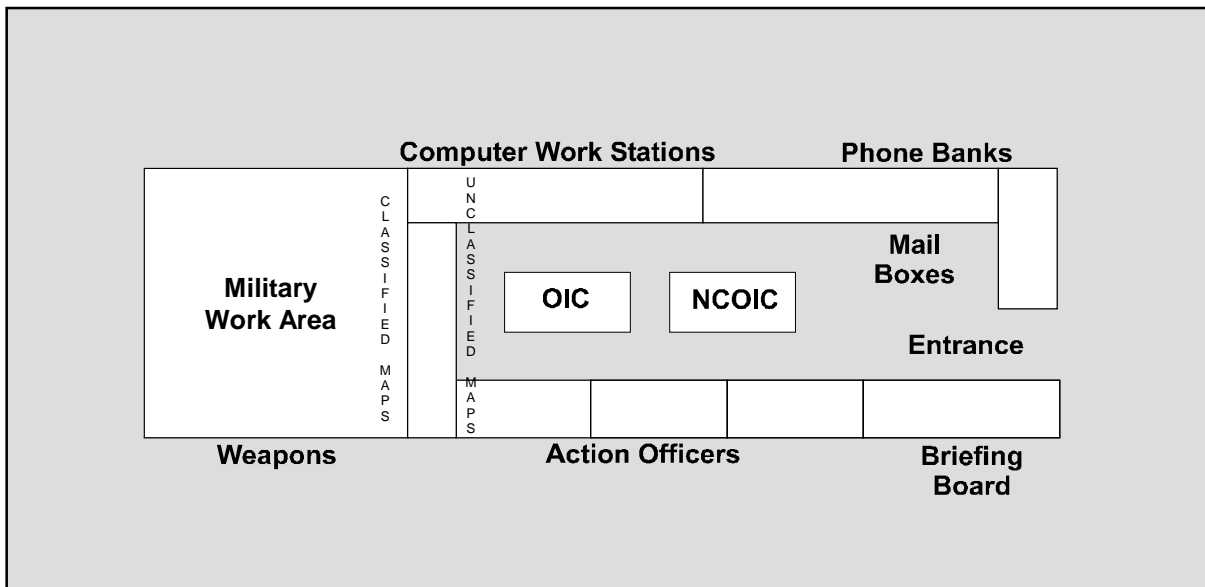 Computer Work Stations
Phone Banks
CLASSIFIED MAPS
UNCLASSIFIED MAPS
Mail
Boxes
Military
Work Area
OIC
NCOIC
Entrance
Weapons
Action Officers
Briefing
Board